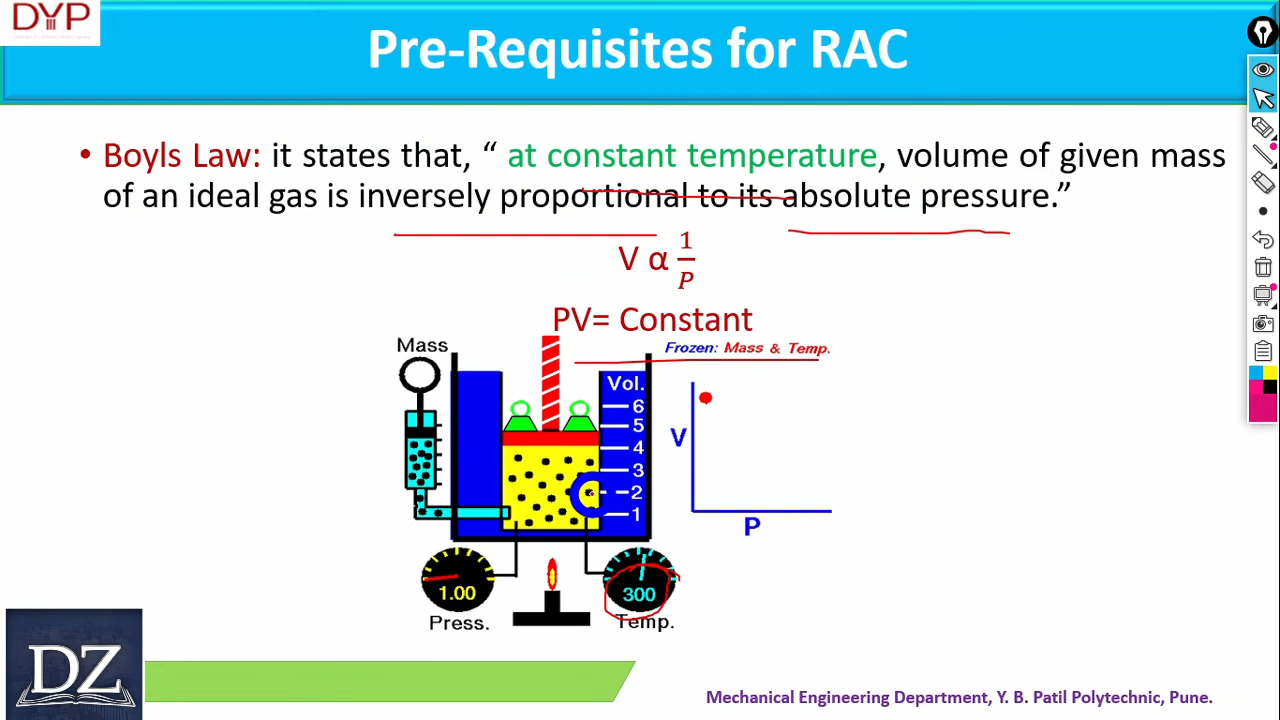 DYP
Pre-Requisites for RAC
• Boyls Law: it states that, “ at constant temperature, volume of given mass
of an ideal gas is inversely proportional to its absolute pressure.”
V α 1/P
PV= Constant
Frozen: Mass & Temp.
Mass
Vol.
6
5
4
3
2
1
V
P
1.00
300
Press.
Temp.
DZ
Mechanical Engineering Department, Y. B. Patil Polytechnic, Pune.